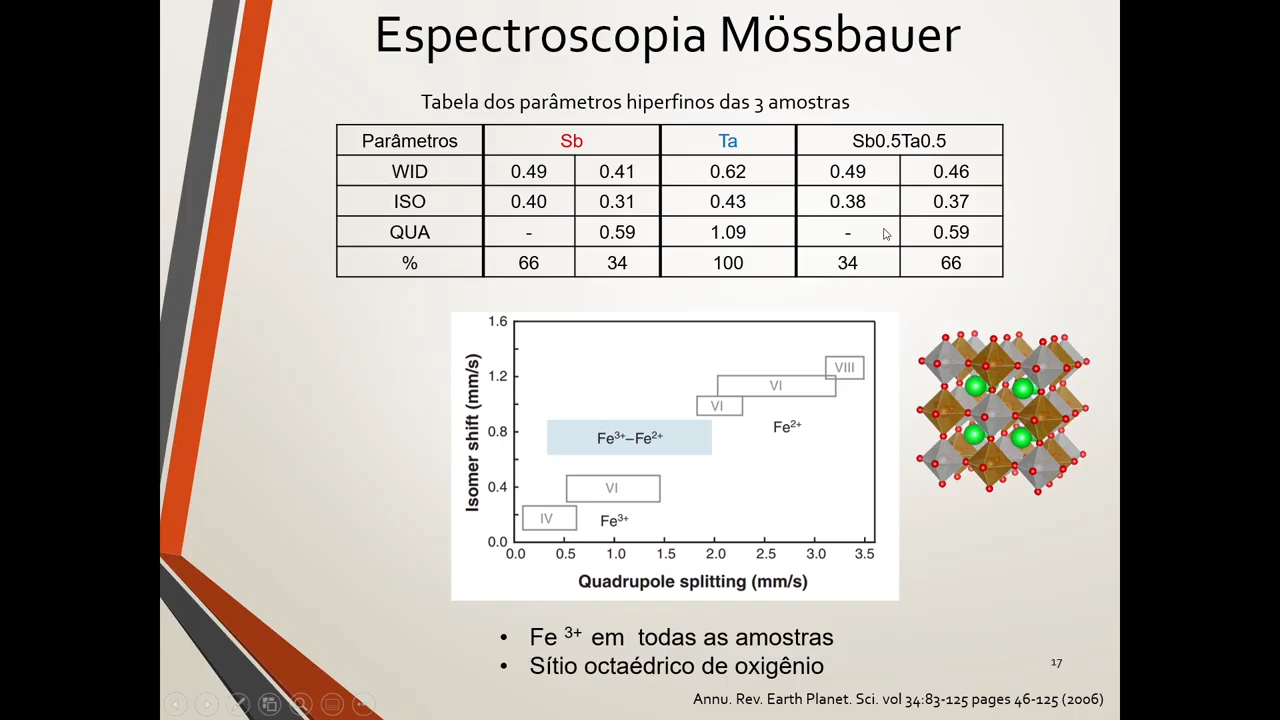 Espectroscopia Mössbauer
Tabela dos parâmetros hiperfinos das 3 amostras
Parâmetros Sb Ta Sb0.5Ta0.5
WID 0.49 0.41 0.62 0.49 0.46
ISO 0.40 0.31 0.43 0.38 0.37
QUA - 0.59 1.09 - 0.59
% 66 34 100 34 66
Isomer shift (mm/s)
1.6
1.2
0.8
0.4
0.0
VIII
VI
VI
Fe²⁺
Fe³⁺–Fe²⁺
VI
IV
Fe³⁺
0.0 0.5 1.0 1.5 2.0 2.5 3.0 3.5
Quadrupole splitting (mm/s)
• Fe ³⁺ em todas as amostras
• Sítio octaédrico de oxigênio
17
Annu. Rev. Earth Planet. Sci. vol 34:83-125 pages 46-125 (2006)